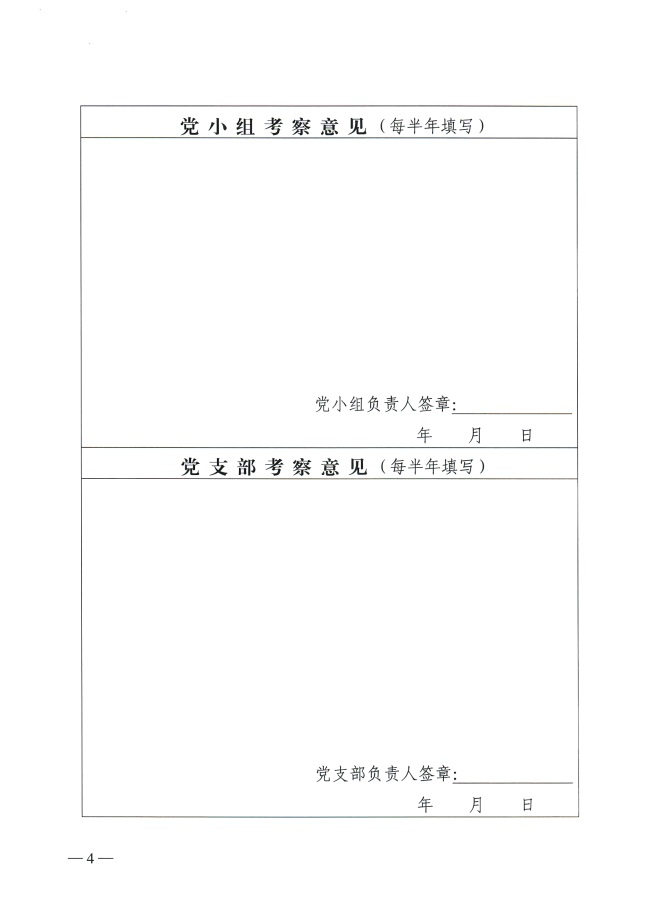 党小组考察意见（每半年填写）
党小组负责人签章:
年 月 日
党支部考察意见（每半年填写）
党支部负责人签章:
年 月 日
— 4 —